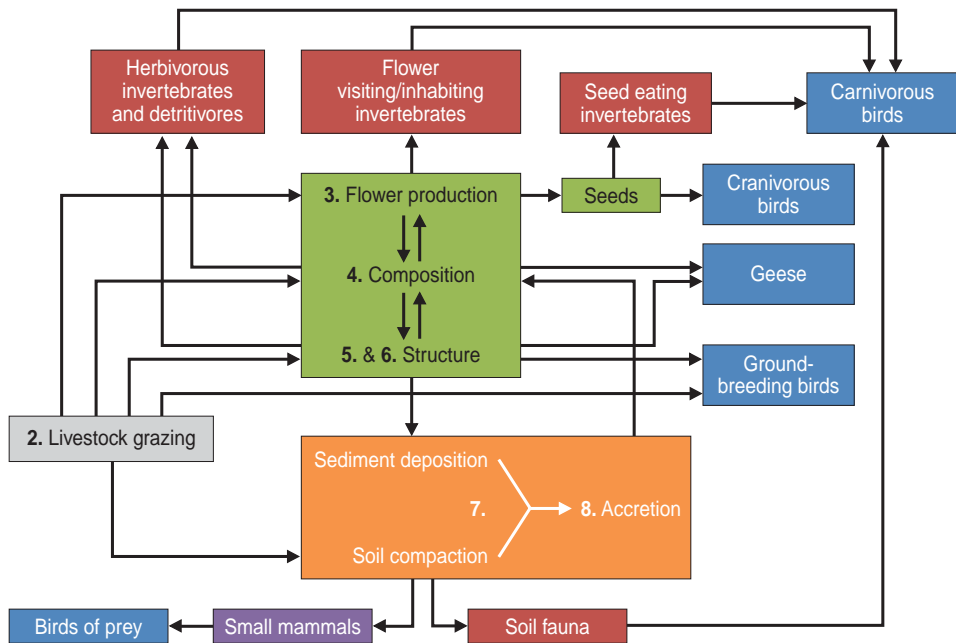 Herbivorous
invertebrates
and detritivores
Flower
visiting/inhabiting
invertebrates
Seed eating
invertebrates
Carnivorous
birds
3. Flower production
Seeds
Cranivorous
birds
4. Composition
Geese
5. & 6. Structure
Ground-
breeding birds
2. Livestock grazing
Sediment deposition
7.
8. Accretion
Soil compaction
Birds of prey
Small mammals
Soil fauna